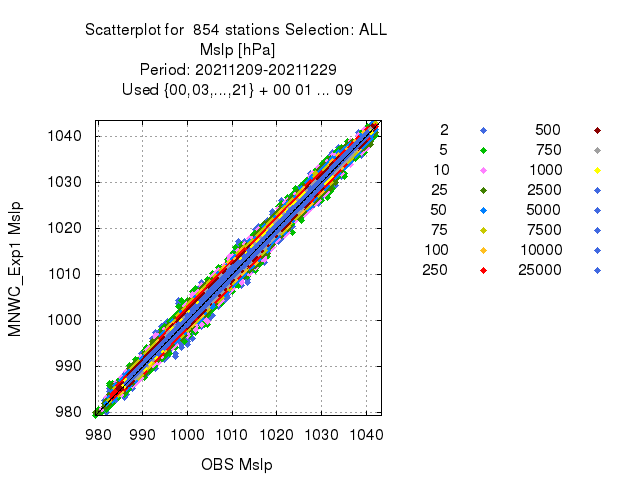 Scatterplot for 854 stations Selection: ALL
Mslp [hPa]
Period: 20211209-20211229
Used {00,03,...,21} + 00 01 ... 09
MNWC_Exp1 Mslp
1040
1030
1020
1010
1000
990
980
980 990 1000 1010 1020 1030 1040
OBS Mslp
2 500
5 750
10 1000
25 2500
50 5000
75 7500
100 10000
250 25000